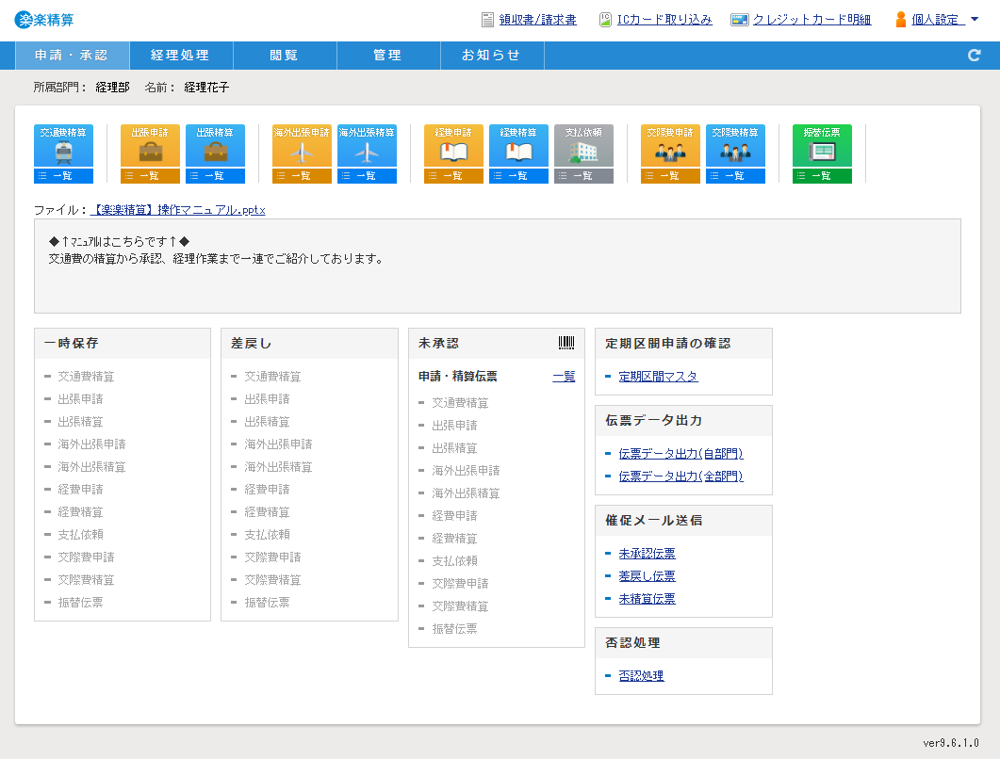 楽楽精算
領収書/請求書 ICカード取り込み クレジットカード明細 個人設定
申請・承認 経理処理 閲覧 管理 お知らせ
所属部門： 経理部 名前： 経理花子
交通費精算 出張申請 出張精算 海外出張申請 海外出張精算 経費申請 経費精算 支払依頼 交際費申請 交際費精算 振替伝票
一覧 一覧 一覧 一覧 一覧 一覧 一覧 一覧 一覧 一覧 一覧
ファイル： 【楽楽精算】操作マニュアル.pptx
◆↑ﾏﾆｭｱﾙはこちらです↑◆
交通費の精算から承認、経理作業まで一連でご紹介しております。
一時保存
交通費精算
出張申請
出張精算
海外出張申請
海外出張精算
経費申請
経費精算
支払依頼
交際費申請
交際費精算
振替伝票
差戻し
交通費精算
出張申請
出張精算
海外出張申請
海外出張精算
経費申請
経費精算
支払依頼
交際費申請
交際費精算
振替伝票
未承認
申請・精算伝票 一覧
交通費精算
出張申請
出張精算
海外出張申請
海外出張精算
経費申請
経費精算
支払依頼
交際費申請
交際費精算
振替伝票
定期区間申請の確認
定期区間マスタ
伝票データ出力
伝票データ出力(自部門)
伝票データ出力(全部門)
催促メール送信
未承認伝票
差戻し伝票
未精算伝票
否認処理
否認処理
ver9.6.1.0